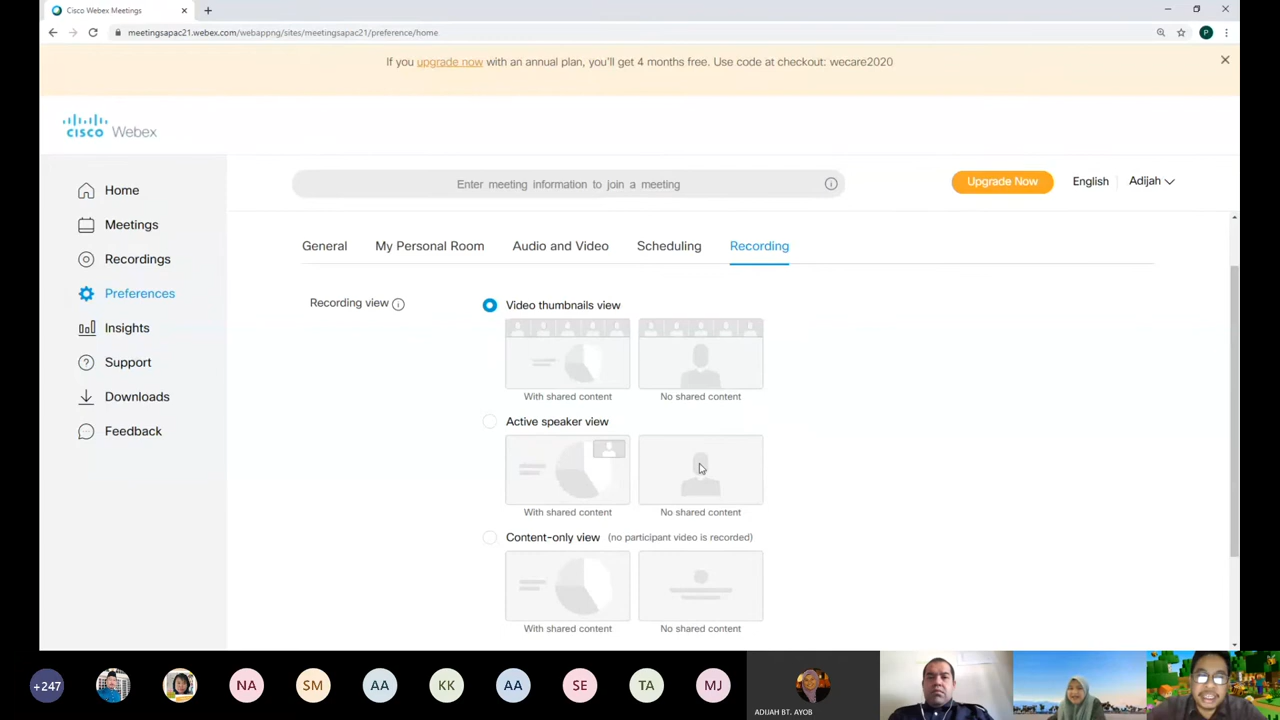 Cisco Webex Meetings
meetingsapac21.webex.com/webappng/sites/meetingsapac21/preference/home
P
If you upgrade now with an annual plan, you'll get 4 months free. Use code at checkout: wecare2020
cisco Webex
Enter meeting information to join a meeting
Upgrade Now
English
Adijah
Home
Meetings
Recordings
Preferences
Insights
Support
Downloads
Feedback
General My Personal Room Audio and Video Scheduling Recording
Recording view
Video thumbnails view
With shared content No shared content
Active speaker view
With shared content No shared content
Content-only view (no participant video is recorded)
With shared content No shared content
+247 NA SM AA KK AA SE TA MJ
ADIJAH BT. AYOB